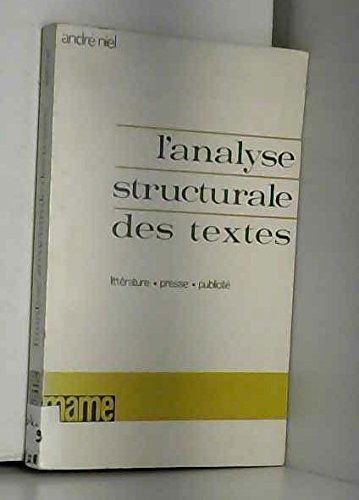 andré niel
l'analyse
structurale
des textes
littérature • presse • publicité
mame